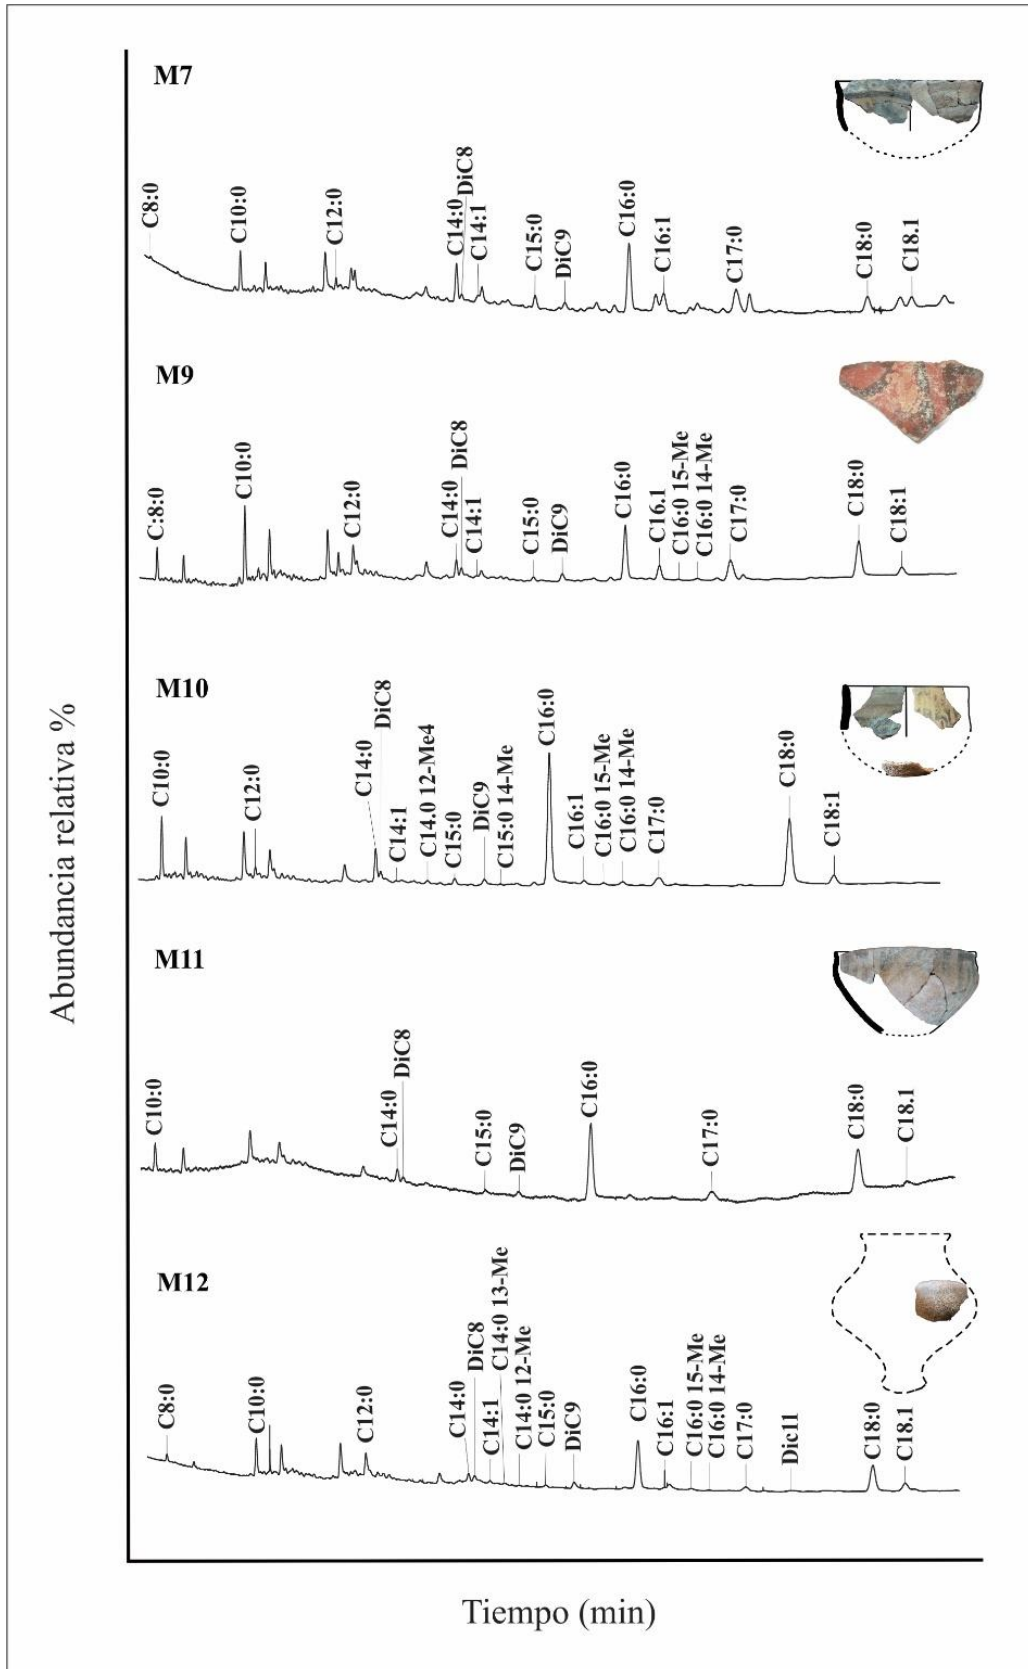 M7
C8:0
C10:0
C12:0
C14:0
DiC8
C14:1
C15:0
DiC9
C16:0
C16:1
C17:0
C18:0
C18.1
M9
C:8:0
C10:0
C12:0
C14:0
DiC8
C14:1
C15:0
DiC9
C16:0
C16.1
C16:0 15-Me
C16:0 14-Me
C17:0
C18:0
C18:1
M10
C10:0
C12:0
C14:0
DiC8
C14:1
C14.0 12-Me4
C15:0
DiC9
C15:0 14-Me
C16:0
C16:1
C16:0 15-Me
C16:0 14-Me
C17:0
C18:0
C18:1
M11
C10:0
C14:0
DiC8
C15:0
DiC9
C16:0
C17:0
C18:0
C18.1
M12
C8:0
C10:0
C12:0
C14:0
DiC8
C14:1
C14:0 13-Me
C14:0 12-Me
C15:0
DiC9
C16:0
C16:1
C16:0 15-Me
C16:0 14-Me
C17:0
Dic11
C18:0
C18.1
Abundancia relativa %
Tiempo (min)